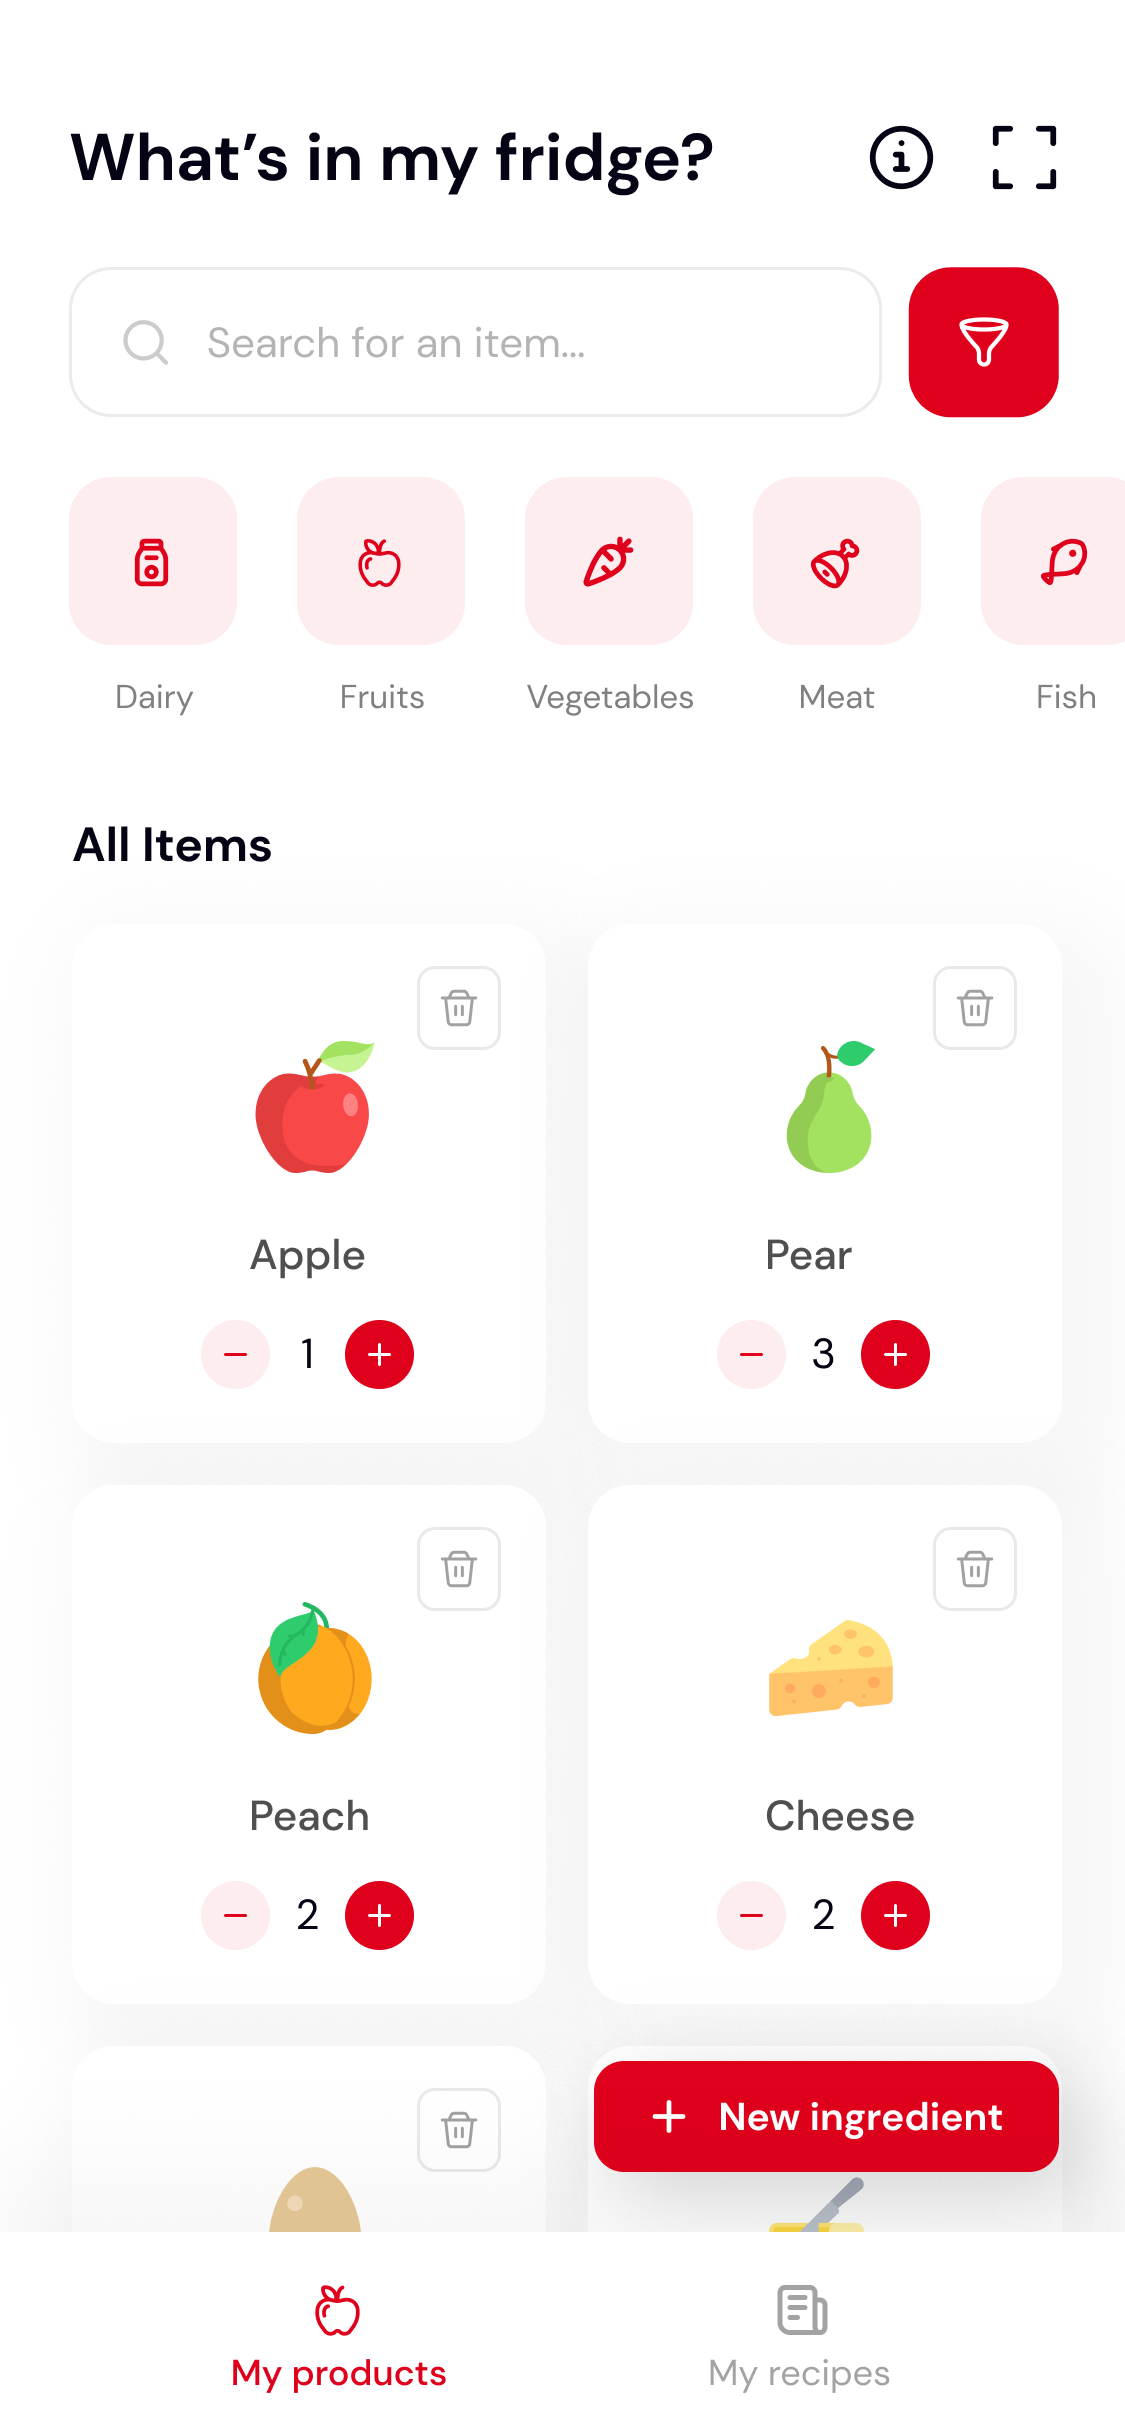 What’s in my fridge?
Search for an item...
Dairy
Fruits
Vegetables
Meat
Fish
All Items
Apple
Pear
1
3
Peach
Cheese
2
2
New ingredient
My products
My recipes